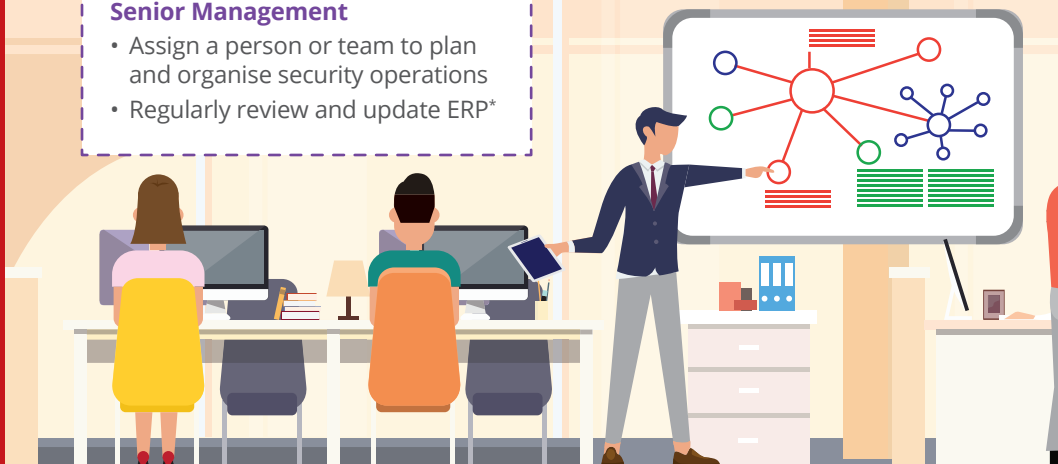 Senior Management
• Assign a person or team to plan
and organise security operations
• Regularly review and update ERP*